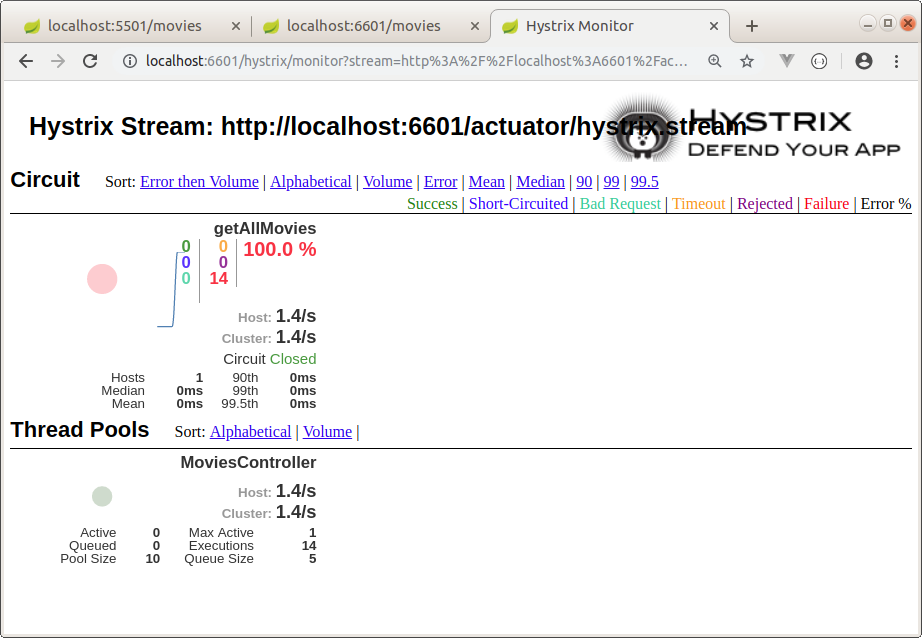 localhost:5501/movies
localhost:6601/movies
Hystrix Monitor
localhost:6601/hystrix/monitor?stream=http%3A%2F%2Flocalhost%3A6601%2Fac...
Hystrix Stream: http://localhost:6601/actuator/hystrix.stream
HYSTRIX
DEFEND YOUR APP
Circuit Sort: Error then Volume | Alphabetical | Volume | Error | Mean | Median | 90 | 99 | 99.5
Success | Short-Circuited | Bad Request | Timeout | Rejected | Failure | Error %
getAllMovies
0 0 100.0 %
0 0
0 14
Host: 1.4/s
Cluster: 1.4/s
Circuit Closed
Hosts 1 90th 0ms
Median 0ms 99th 0ms
Mean 0ms 99.5th 0ms
Thread Pools Sort: Alphabetical | Volume |
MoviesController
Host: 1.4/s
Cluster: 1.4/s
Active 0 Max Active 1
Queued 0 Executions 14
Pool Size 10 Queue Size 5